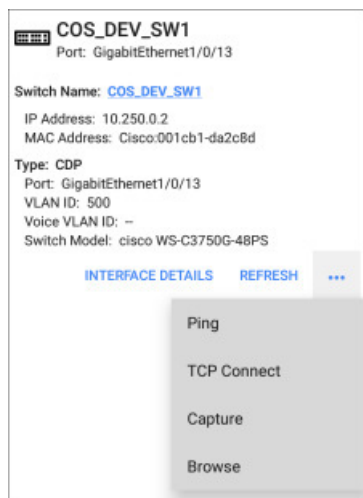 COS_DEV_SW1
Port: GigabitEthernet1/0/13
Switch Name: COS_DEV_SW1
IP Address: 10.250.0.2
MAC Address: Cisco:001cb1-da2c8d
Type: CDP
Port: GigabitEthernet1/0/13
VLAN ID: 500
Voice VLAN ID: --
Switch Model: cisco WS-C3750G-48PS
INTERFACE DETAILS REFRESH ...
Ping
TCP Connect
Capture
Browse